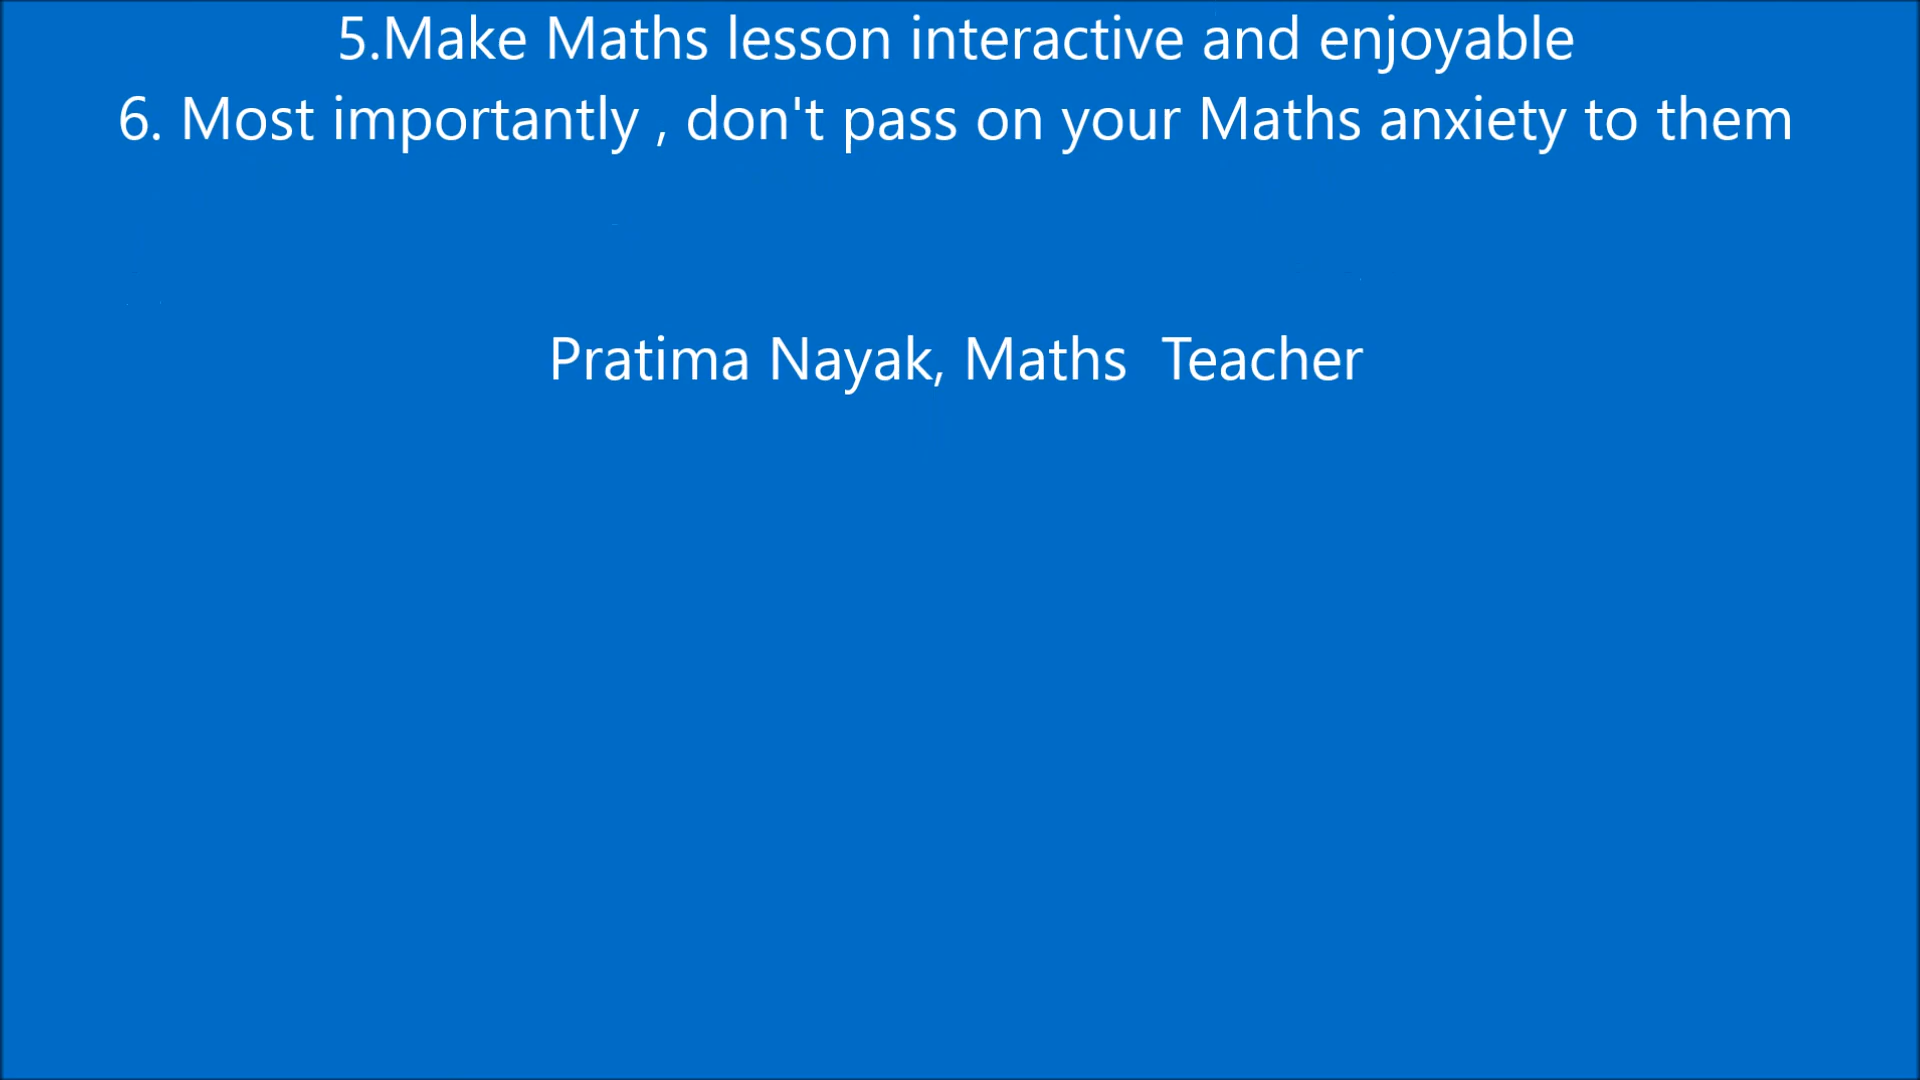 5.Make Maths lesson interactive and enjoyable
6. Most importantly , don't pass on your Maths anxiety to them
Pratima Nayak, Maths  Teacher